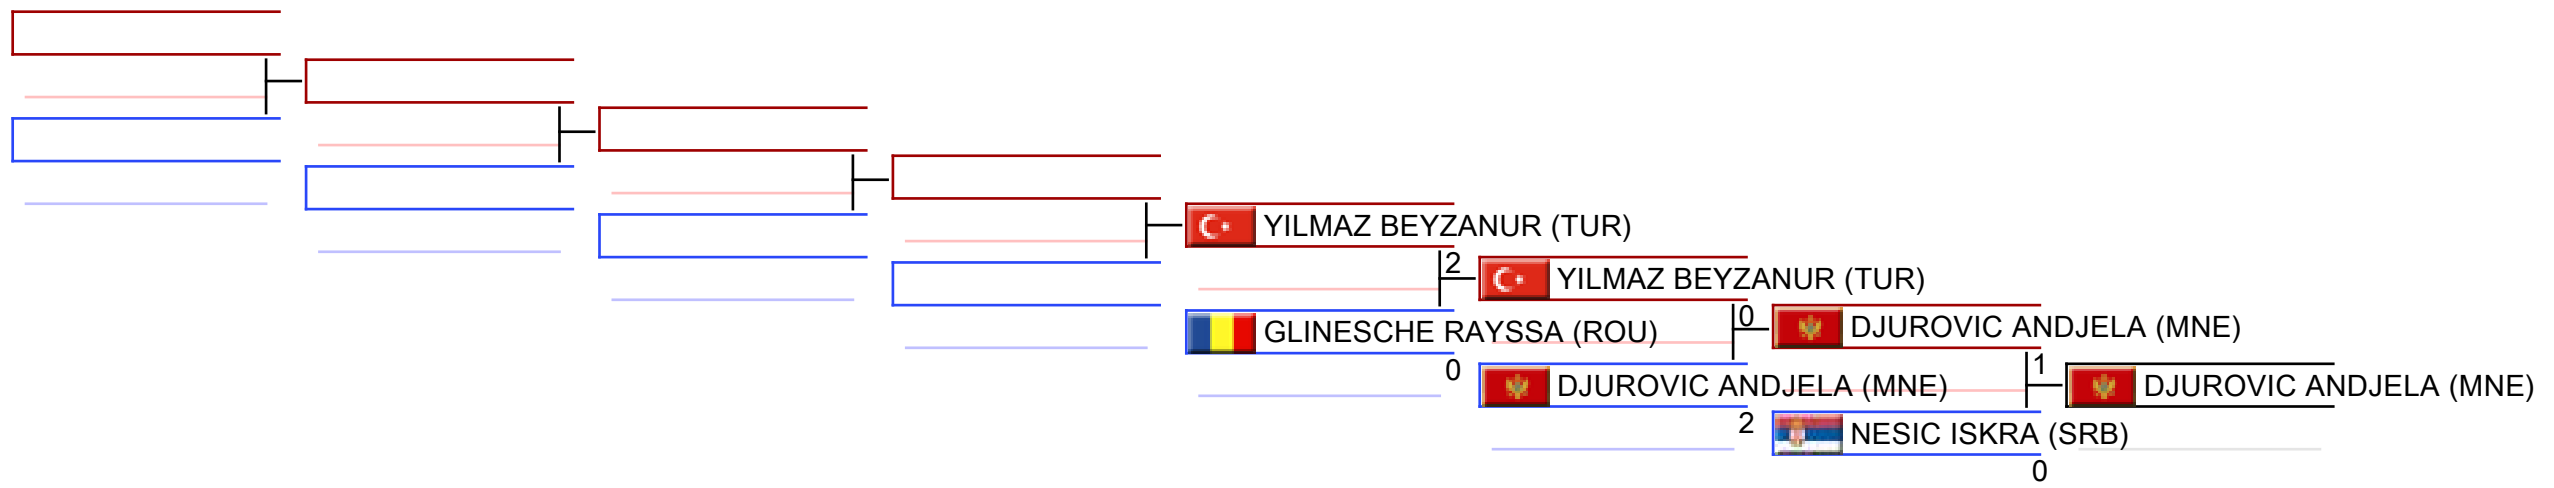 YILMAZ BEYZANUR (TUR)
2
YILMAZ BEYZANUR (TUR)
GLINESCHE RAYSSA (ROU)
0
0
DJUROVIC ANDJELA (MNE)
DJUROVIC ANDJELA (MNE)
2
1
DJUROVIC ANDJELA (MNE)
NESIC ISKRA (SRB)
0